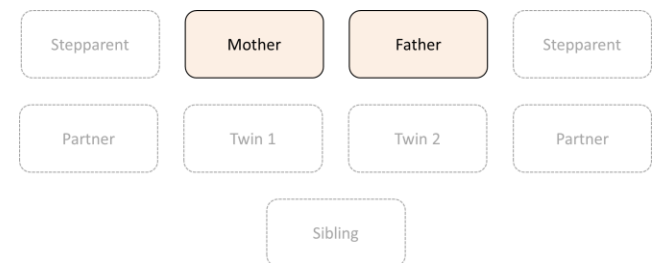 Stepparent Mother Father Stepparent
Partner Twin 1 Twin 2 Partner
Sibling